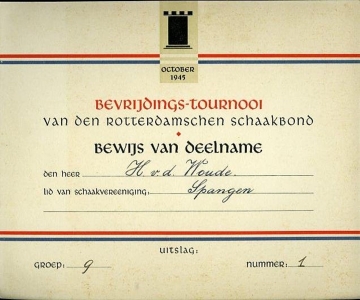 OCTOBER
1945
BEVRIJDINGS-TOURNOOI
VAN DEN ROTTERDAMSCHEN SCHAAKBOND
BEWIJS VAN DEELNAME
DEN HEER H. v. d. Woude.
LID VAN SCHAAKVEREENIGING: Spangen
UITSLAG:
GROEP: 9 NUMMER: 1